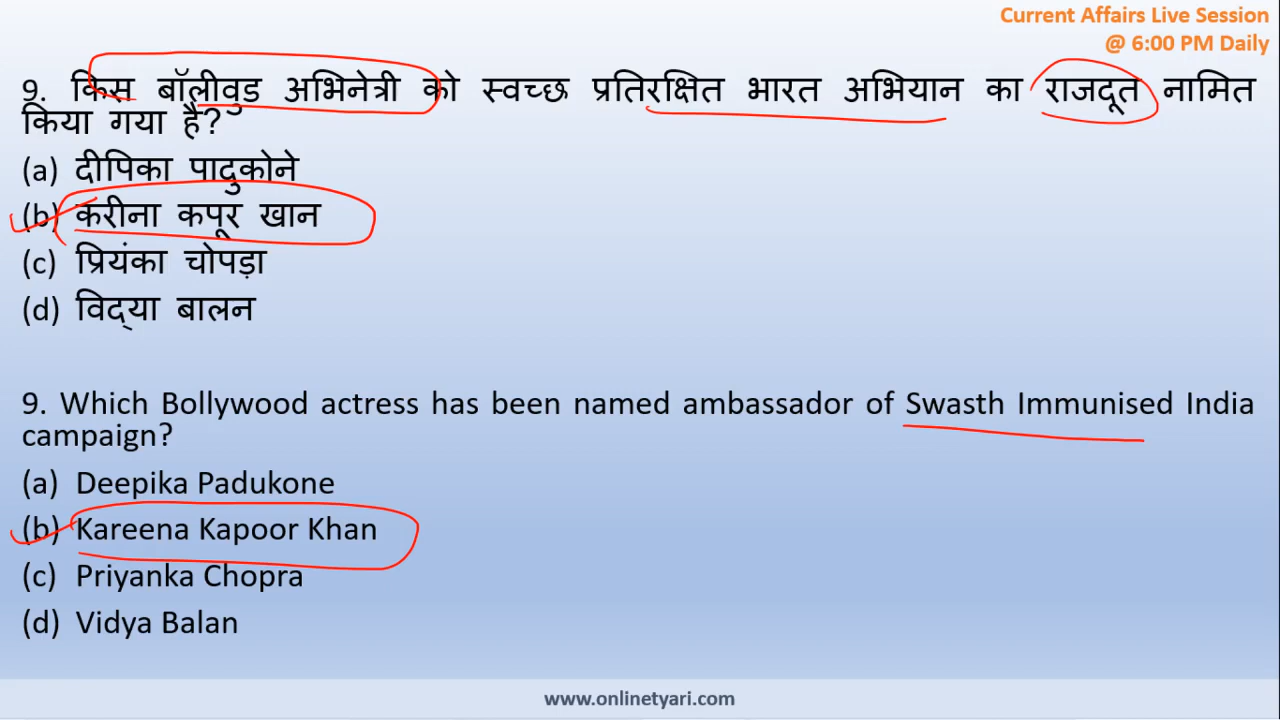 Current Affairs Live Session
@ 6:00 PM Daily
9. किस बॉलीवुड अभिनेत्री को स्वच्छ प्रतिरक्षित भारत अभियान का राजदूत नामित
किया गया है?
(a) दीपिका पादुकोने
(b) करीना कपूर खान
(c) प्रियंका चोपड़ा
(d) विद्या बालन
9. Which Bollywood actress has been named ambassador of Swasth Immunised India
campaign?
(a) Deepika Padukone
(b) Kareena Kapoor Khan
(c) Priyanka Chopra
(d) Vidya Balan
www.onlinetyari.com